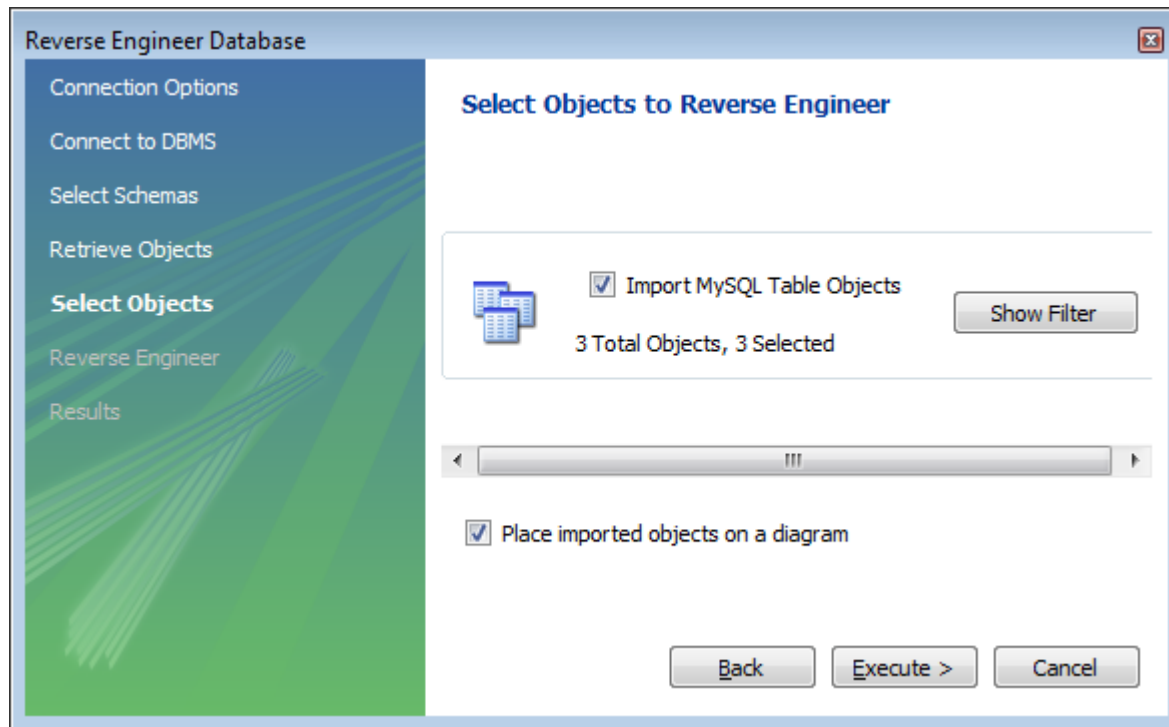 Reverse Engineer Database
Connection Options
Connect to DBMS
Select Schemas
Retrieve Objects
Select Objects
Reverse Engineer
Results
Select Objects to Reverse Engineer
Import MySQL Table Objects
3 Total Objects, 3 Selected
Show Filter
Place imported objects on a diagram
Back
Execute >
Cancel